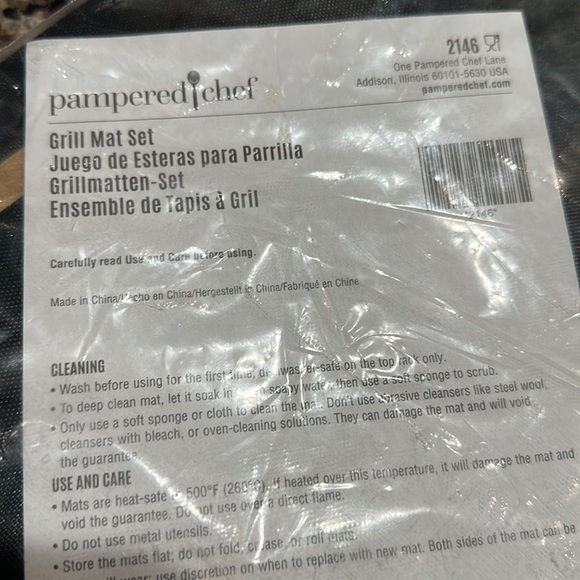 2146
One Pampered Chef Lane
Addison, Illinois 60101-5630 USA
pamperedchef.com
pampered chef
Grill Mat Set
Juego de Esteras para Parrilla
Grillmatten-Set
Ensemble de Tapis à Gril
2146*
Carefully read Use and Care before using.
Made in China/Hecho en China/Hergestellt in China/Fabriqué en Chine
CLEANING
• Wash before using for the first time; dishwasher-safe on the top rack only.
• To deep clean mat, let it soak in soapy water, then use a soft sponge to scrub.
• Only use a soft sponge or cloth to clean the mat. Don't use abrasive cleansers like steel wool,
cleansers with bleach, or oven-cleaning solutions. They can damage the mat and will void
the guarantee.
USE AND CARE
• Mats are heat-safe 500°F (260°C). If heated over this temperature, it will damage the mat and
void the guarantee. Do not use over a direct flame.
• Do not use metal utensils.
• Store the mats flat; do not fold, crease, or roll mats.
wear; use discretion on when to replace with new mat. Both sides of the mat can be